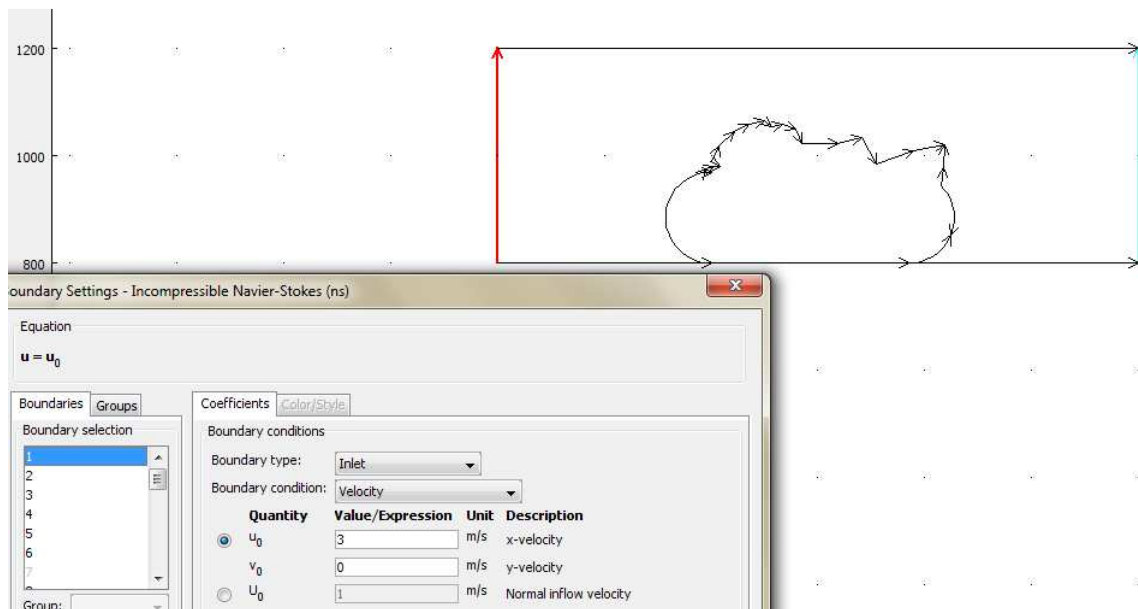 1200
1000
800
oundary Settings - Incompressible Navier-Stokes (ns)
Equation
u = u0
Boundaries Groups
Coefficients Color/Style
Boundary selection
1
2
3
4
5
6
7
Boundary conditions
Boundary type: Inlet
Boundary condition: Velocity
Quantity Value/Expression Unit Description
u0 3 m/s x-velocity
v0 0 m/s y-velocity
U0 1 m/s Normal inflow velocity
Group: